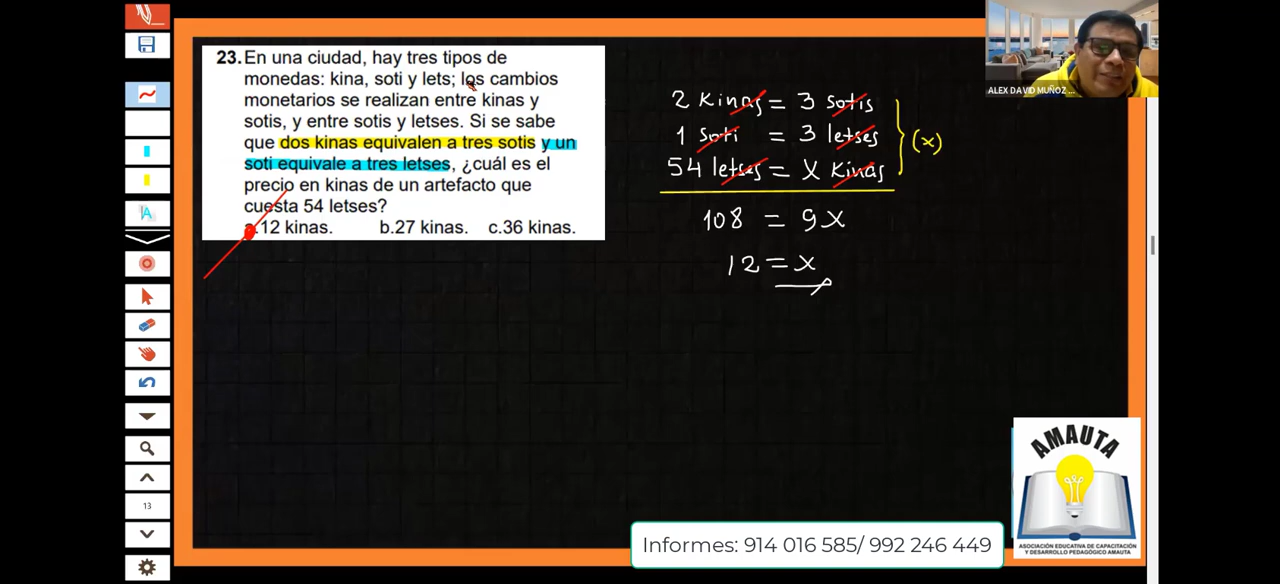 23. En una ciudad, hay tres tipos de
monedas: kina, soti y lets; los cambios
monetarios se realizan entre kinas y
sotis, y entre sotis y letses. Si se sabe
que dos kinas equivalen a tres sotis y un
soti equivale a tres letses, ¿cuál es el
precio en kinas de un artefacto que
cuesta 54 letses?
a.12 kinas. b.27 kinas. c.36 kinas.
2 kinas = 3 sotis
1 soti = 3 letses
54 letses = x kinas
(x)
108 = 9x
12 = x
ALEX DAVID MUÑOZ ...
A
13
AMAUTA
ASOCIACIÓN EDUCATIVA DE CAPACITACIÓN
Y DESARROLLO PEDAGÓGICO AMAUTA
Informes: 914 016 585/ 992 246 449